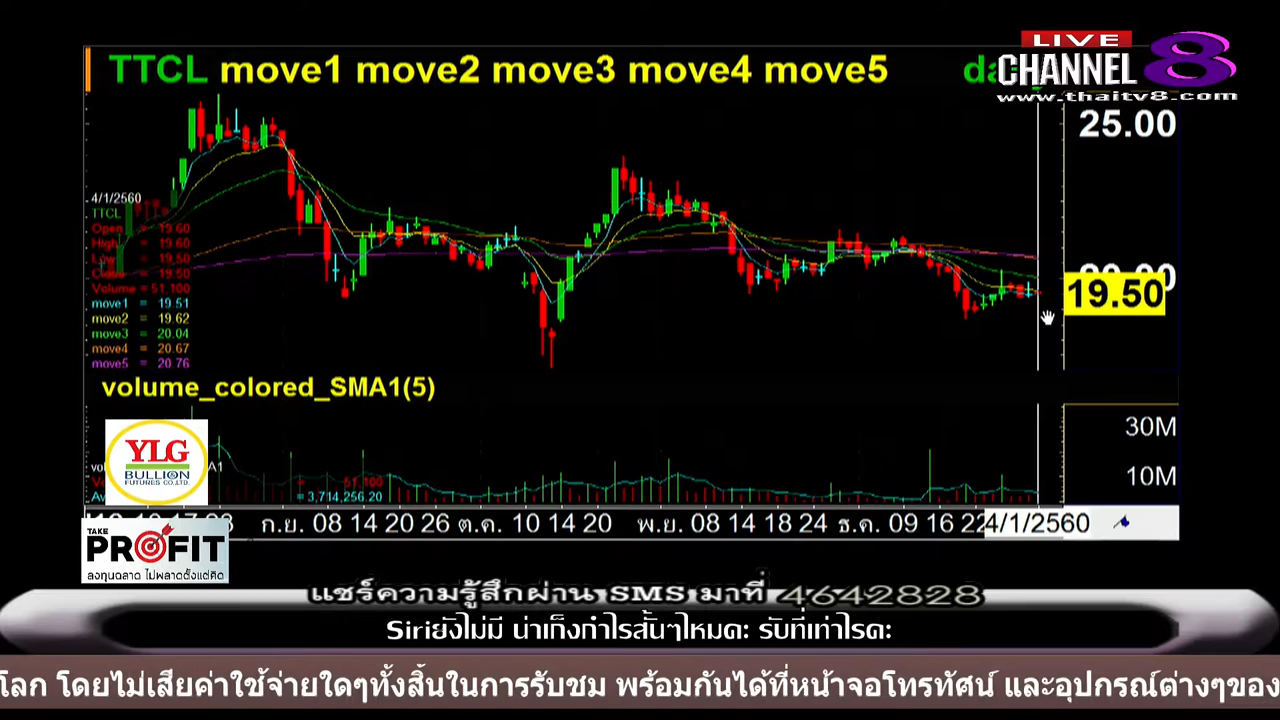 TTCL move1 move2 move3 move4 move5
LIVE
CHANNEL 8
www.thaitv8.com
25.00
19.50
4/1/2560
TTCL
Open = 19.60
High = 19.60
Low = 19.50
Close = 19.50
Volume = 51,100
move1 = 19.51
move2 = 19.62
move3 = 20.04
move4 = 20.67
move5 = 20.76
volume_colored_SMA1(5)
30M
10M
YLG
BULLION
FUTURES CO.,LTD.
= 51,100
= 3,714,256.20
ก.ย. 08 14 20 26 ต.ค. 10 14 20 พ.ย. 08 14 18 24 ธ.ค. 09 16 22 4/1/2560
TAKE
PROFIT
ลงทุนฉลาด ไม่พลาดตั้งแต่คิด
แชร์ความรู้สึกผ่าน SMS มาที่ 4642828
Siriยังไม่มี น่าเก็งกำไรสั้นๆไหมคะ รับที่เท่าไรคะ
โลก โดยไม่เสียค่าใช้จ่ายใดๆทั้งสิ้นในการรับชม พร้อมกันได้ที่หน้าจอโทรทัศน์ และอุปกรณ์ต่างๆของ